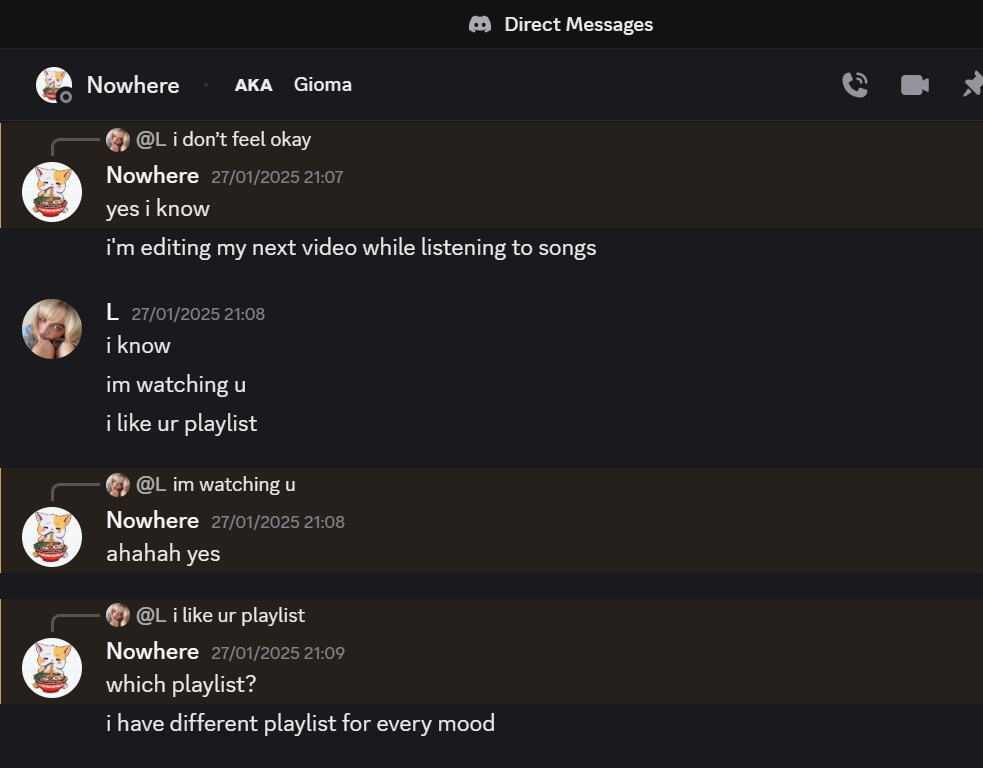 Direct Messages
Nowhere AKA Gioma
@L i don’t feel okay
Nowhere 27/01/2025 21:07
yes i know
i'm editing my next video while listening to songs
L 27/01/2025 21:08
i know
im watching u
i like ur playlist
@L im watching u
Nowhere 27/01/2025 21:08
ahahah yes
@L i like ur playlist
Nowhere 27/01/2025 21:09
which playlist?
i have different playlist for every mood